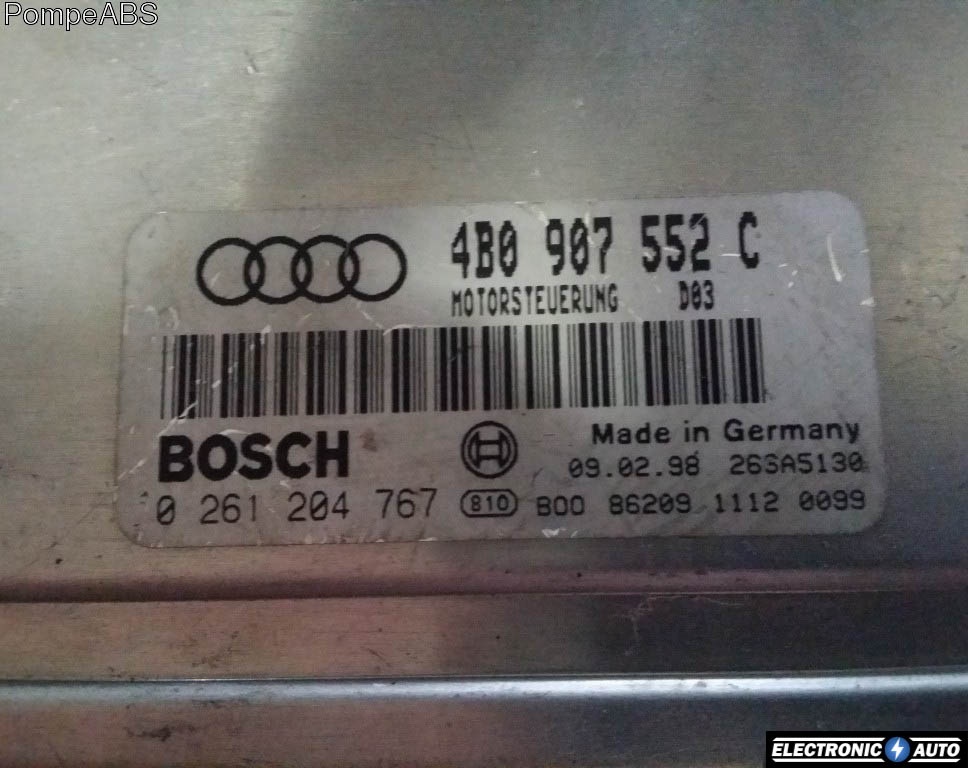 PompeABS
4B0 907 552 C
MOTORSTEUERUNG D03
BOSCH
Made in Germany
09.02.98 26SA5130
0 261 204 767 810 B00 86209 1112 0099
ELECTRONIC AUTO